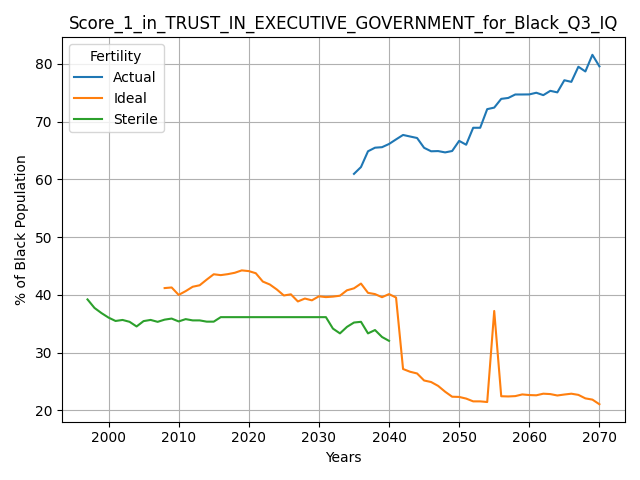 Score_1_in_TRUST_IN_EXECUTIVE_GOVERNMENT_for_Black_Q3_IQ
Fertility
Actual
Ideal
Sterile
% of Black Population
80
70
60
50
40
30
20
2000 2010 2020 2030 2040 2050 2060 2070
Years